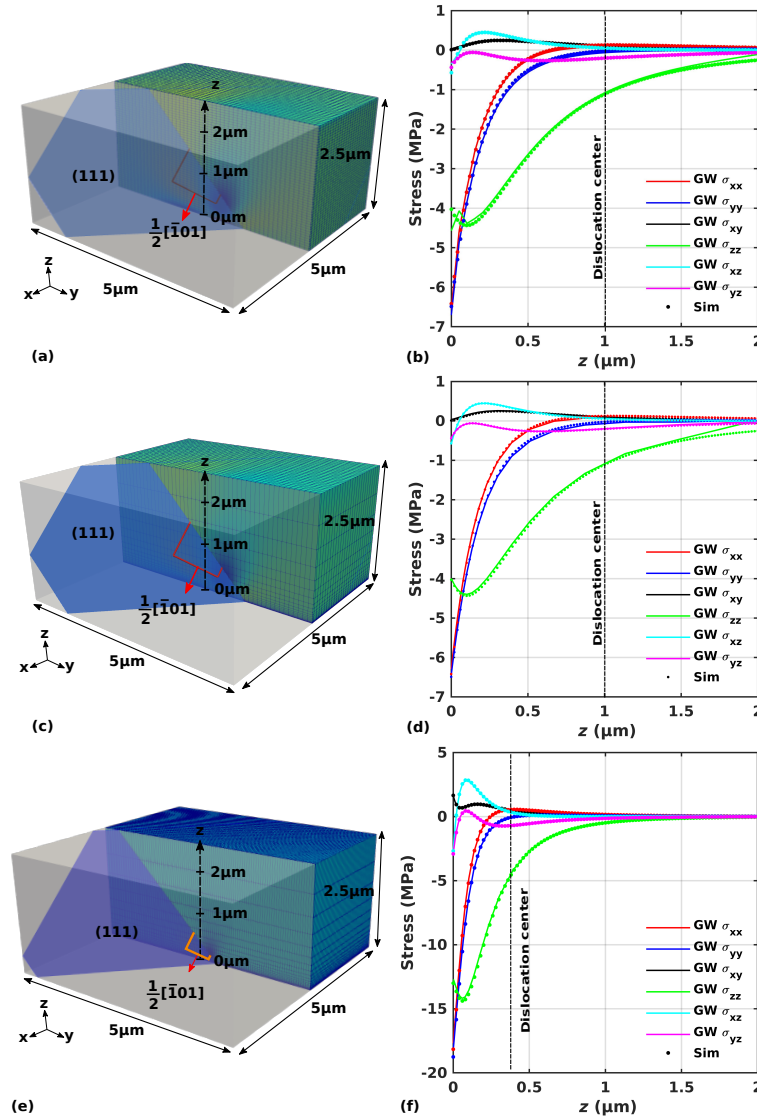 z
2μm
1μm
0μm
2.5μm
(111)
½[1̄01]
5μm
5μm
z
x
y
(a)
1
0
-1
-2
-3
-4
-5
-6
-7
Stress (MPa)
Dislocation center
GW σxx
GW σyy
GW σxy
GW σzz
GW σxz
GW σyz
Sim
0
0.5
1
1.5
2
z (μm)
(b)
z
2μm
1μm
0μm
2.5μm
(111)
½[1̄01]
5μm
5μm
z
x
y
(c)
1
0
-1
-2
-3
-4
-5
-6
-7
Stress (MPa)
Dislocation center
GW σxx
GW σyy
GW σxy
GW σzz
GW σxz
GW σyz
Sim
0
0.5
1
1.5
2
z (μm)
(d)
z
2μm
1μm
0μm
2.5μm
(111)
½[1̄01]
5μm
5μm
z
x
y
(e)
5
0
-5
-10
-15
-20
Stress (MPa)
Dislocation center
GW σxx
GW σyy
GW σxy
GW σzz
GW σxz
GW σyz
Sim
0
0.5
1
1.5
2
z (μm)
(f)